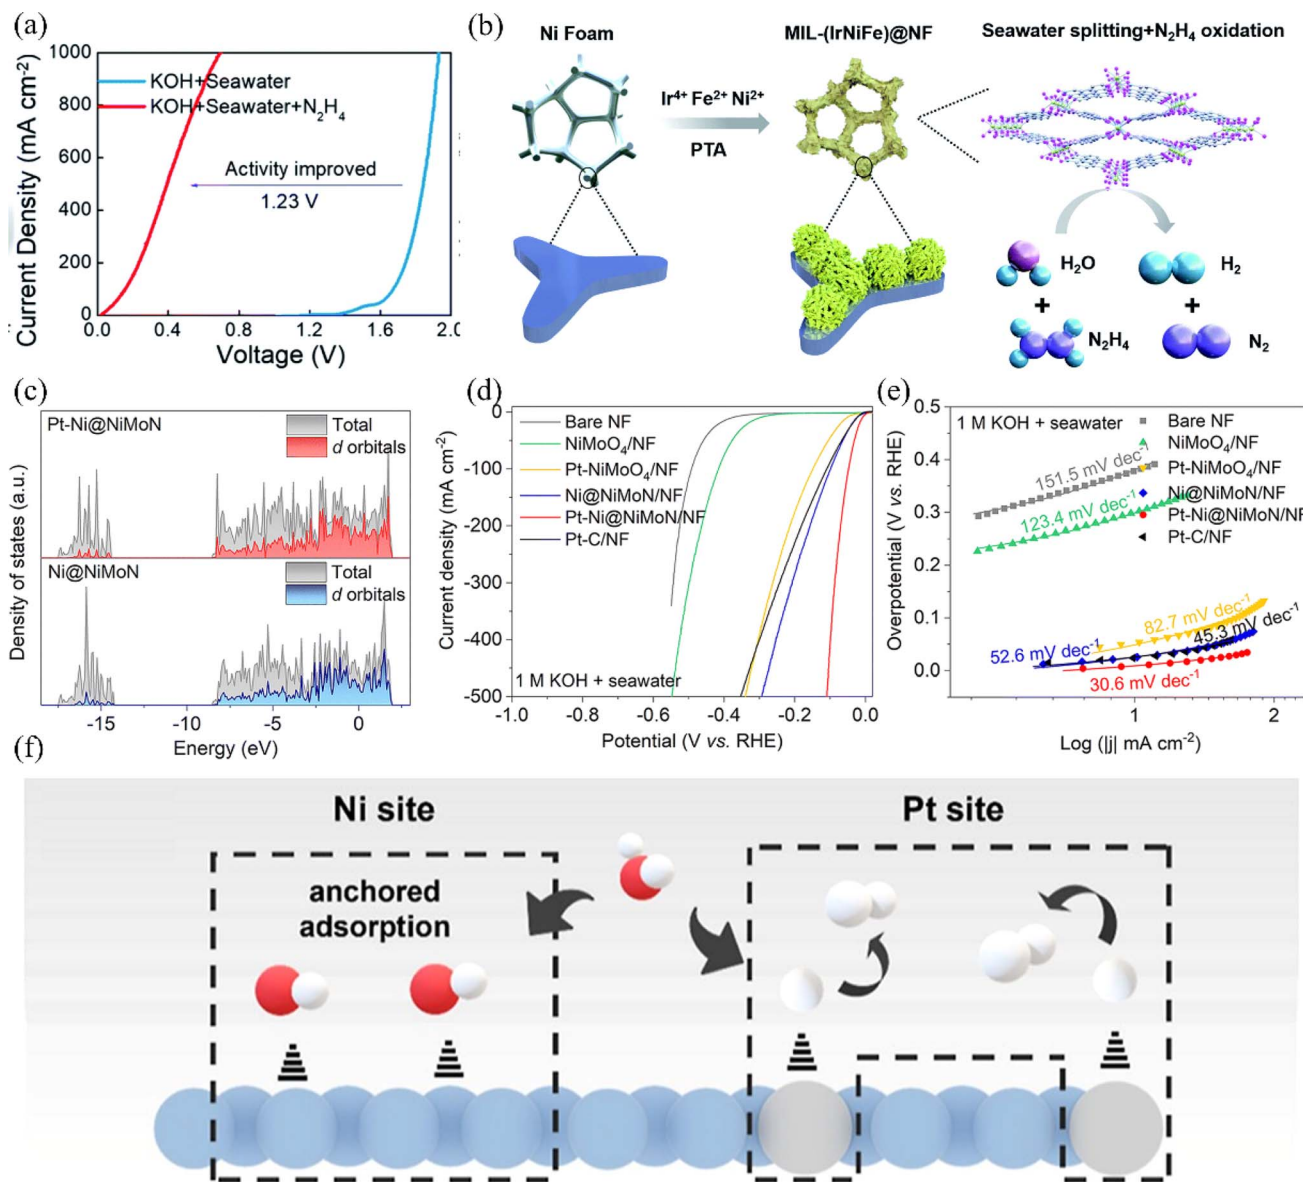 (a)
1000
800
600
400
200
0
0.0
0.4
0.8
1.2
1.6
2.0
Current Density (mA cm⁻²)
Voltage (V)
KOH+Seawater
KOH+Seawater+N₂H₄
Activity improved
1.23 V
(b)
Ni Foam
Ir⁴⁺ Fe²⁺ Ni²⁺
PTA
MIL-(IrNiFe)@NF
Seawater splitting+N₂H₄ oxidation
H₂O
H₂
+
+
N₂H₄
N₂
(c)
Pt-Ni@NiMoN
Total
d orbitals
Ni@NiMoN
Total
d orbitals
Density of states (a.u.)
-15
-10
-5
0
Energy (eV)
(d)
0
-100
-200
-300
-400
-500
Current density (mA cm⁻²)
Bare NF
NiMoO₄/NF
Pt-NiMoO₄/NF
Ni@NiMoN/NF
Pt-Ni@NiMoN/NF
Pt-C/NF
1 M KOH + seawater
-1.0
-0.8
-0.6
-0.4
-0.2
0.0
Potential (V vs. RHE)
(e)
0.5
0.4
0.3
0.2
0.1
0.0
Overpotential (V vs. RHE)
1 M KOH + seawater
Bare NF
NiMoO₄/NF
Pt-NiMoO₄/NF
Ni@NiMoN/NF
Pt-Ni@NiMoN/NF
Pt-C/NF
151.5 mV dec⁻¹
123.4 mV dec⁻¹
82.7 mV dec⁻¹
45.3 mV dec⁻¹
52.6 mV dec⁻¹
30.6 mV dec⁻¹
1
2
Log (|j| mA cm⁻²)
(f)
Ni site
Pt site
anchored
adsorption